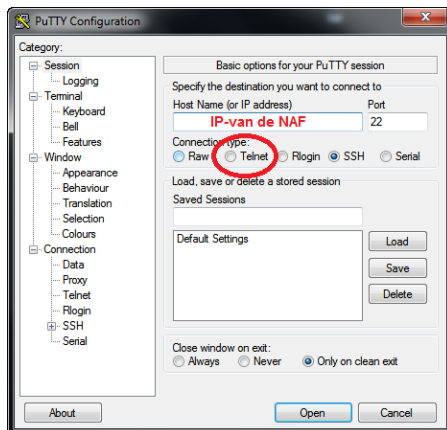 PuTTY Configuration
Category:
Session
Logging
Terminal
Keyboard
Bell
Features
Window
Appearance
Behaviour
Translation
Selection
Colours
Connection
Data
Proxy
Telnet
Rlogin
SSH
Serial
Basic options for your PuTTY session
Specify the destination you want to connect to
Host Name (or IP address) Port
IP-van de NAF 22
Connection type:
Raw Telnet Rlogin SSH Serial
Load, save or delete a stored session
Saved Sessions
Default Settings
Load
Save
Delete
Close window on exit:
Always Never Only on clean exit
About Open Cancel